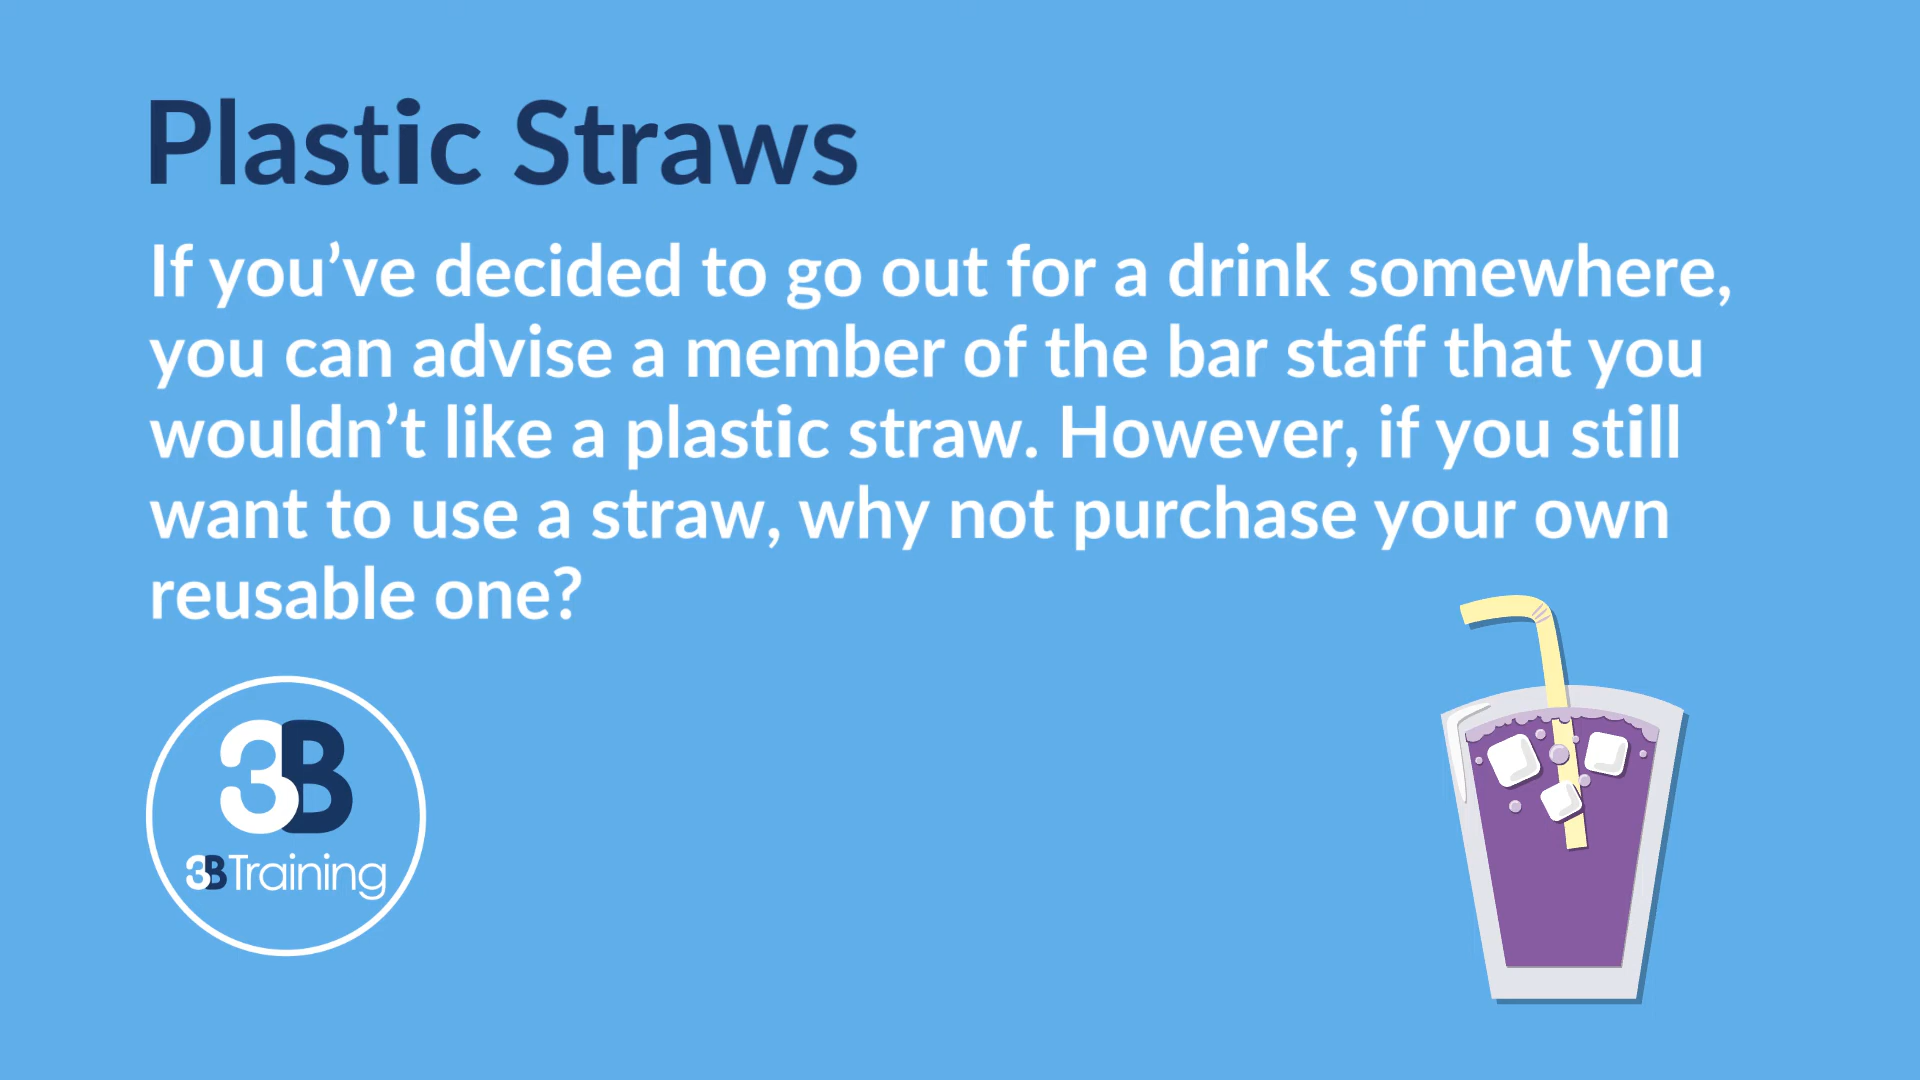 Plastic Straws
If you’ve decided to go out for a drink somewhere,
you can advise a member of the bar staff that you
wouldn’t like a plastic straw. However, if you still
want to use a straw, why not purchase your own
reusable one?
3B
3BTraining